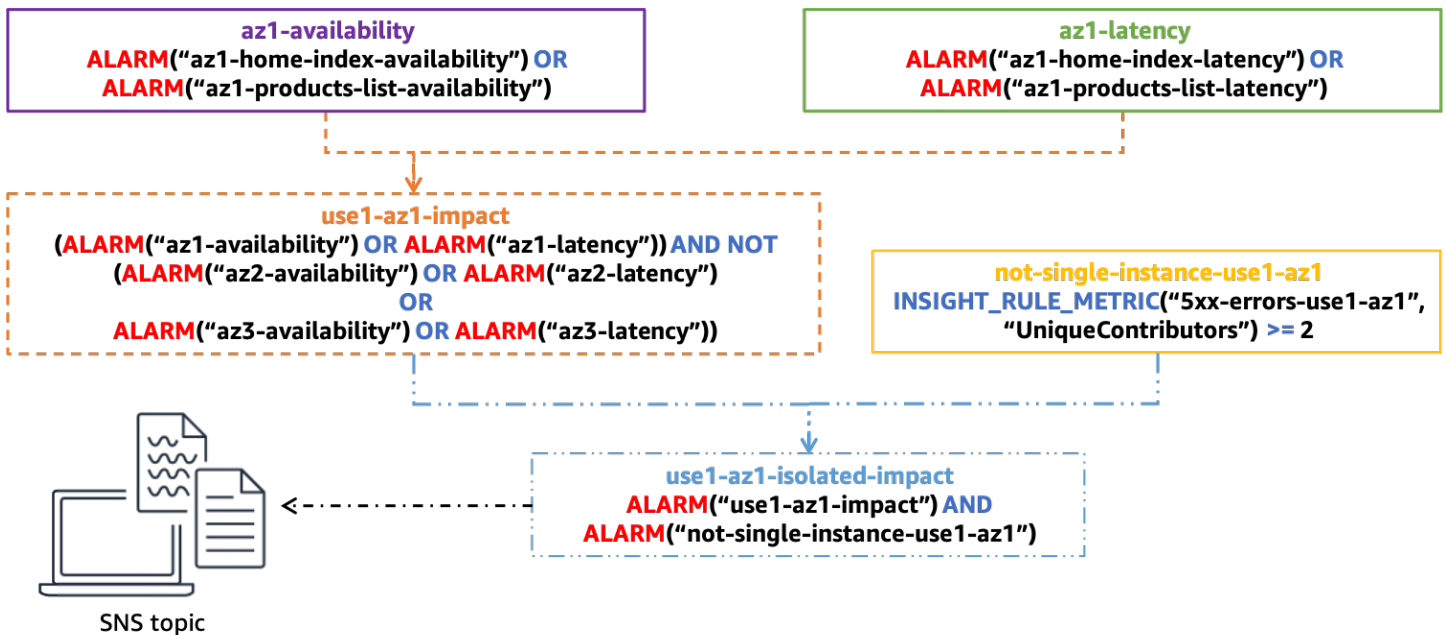 az1-availability
ALARM(“az1-home-index-availability”) OR
ALARM(“az1-products-list-availability”)
az1-latency
ALARM(“az1-home-index-latency”) OR
ALARM(“az1-products-list-latency”)
use1-az1-impact
(ALARM(“az1-availability”) OR ALARM(“az1-latency”)) AND NOT
(ALARM(“az2-availability”) OR ALARM(“az2-latency”)
OR
ALARM(“az3-availability”) OR ALARM(“az3-latency”))
not-single-instance-use1-az1
INSIGHT_RULE_METRIC(“5xx-errors-use1-az1”,
“UniqueContributors”) >= 2
use1-az1-isolated-impact
ALARM(“use1-az1-impact”) AND
ALARM(“not-single-instance-use1-az1”)
SNS topic